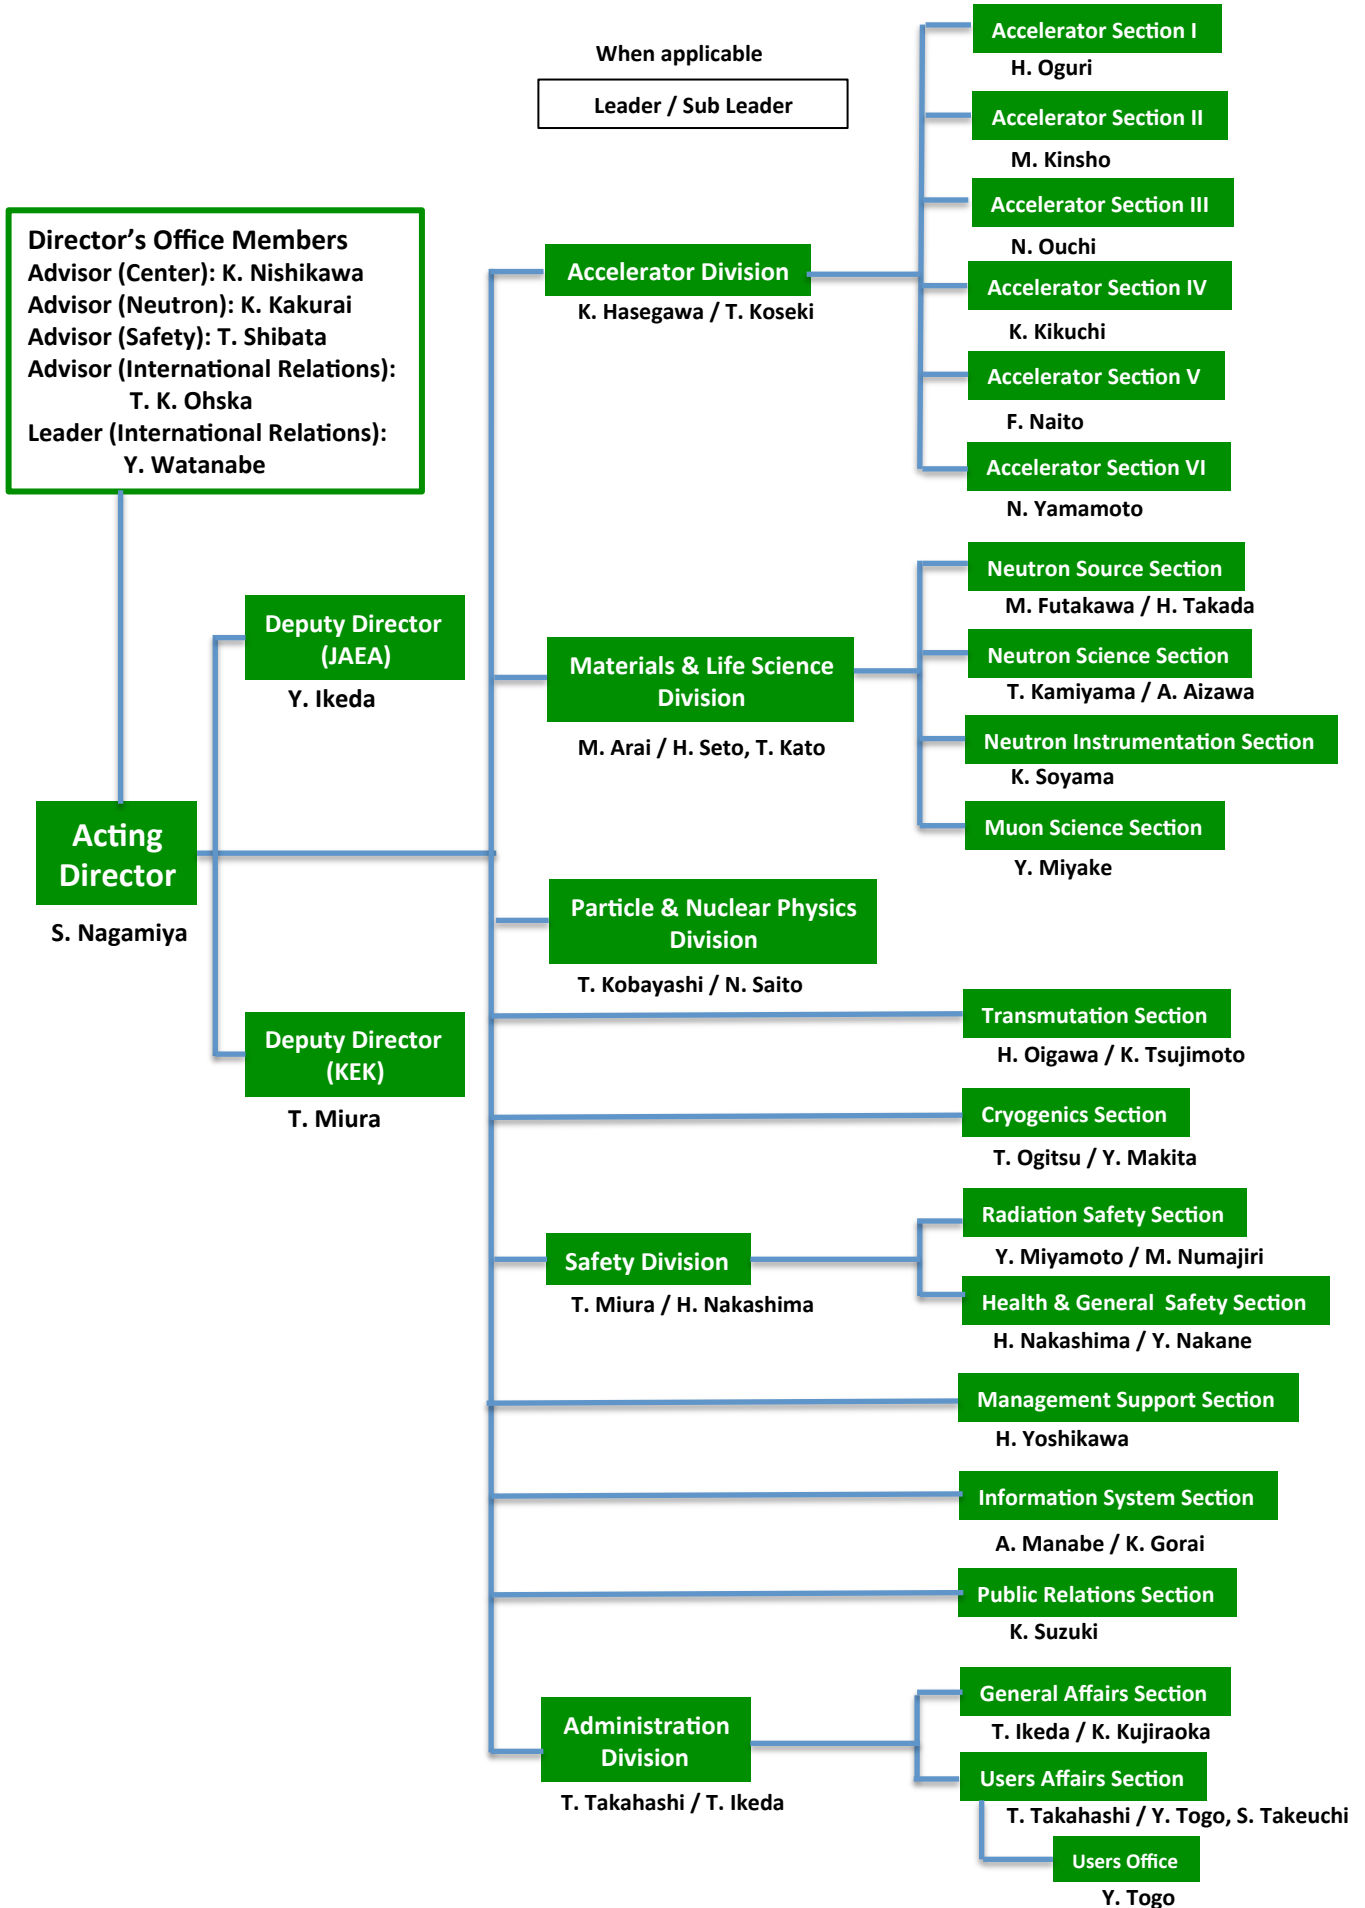 When applicable
Leader / Sub Leader
Director’s Office Members
Advisor (Center): K. Nishikawa
Advisor (Neutron): K. Kakurai
Advisor (Safety): T. Shibata
Advisor (International Relations):
T. K. Ohska
Leader (International Relations):
Y. Watanabe
Acting
Director
S. Nagamiya
Deputy Director
(JAEA)
Y. Ikeda
Deputy Director
(KEK)
T. Miura
Accelerator Division
K. Hasegawa / T. Koseki
Accelerator Section I
H. Oguri
Accelerator Section II
M. Kinsho
Accelerator Section III
N. Ouchi
Accelerator Section IV
K. Kikuchi
Accelerator Section V
F. Naito
Accelerator Section VI
N. Yamamoto
Materials & Life Science
Division
M. Arai / H. Seto, T. Kato
Neutron Source Section
M. Futakawa / H. Takada
Neutron Science Section
T. Kamiyama / A. Aizawa
Neutron Instrumentation Section
K. Soyama
Muon Science Section
Y. Miyake
Particle & Nuclear Physics
Division
T. Kobayashi / N. Saito
Transmutation Section
H. Oigawa / K. Tsujimoto
Cryogenics Section
T. Ogitsu / Y. Makita
Safety Division
T. Miura / H. Nakashima
Radiation Safety Section
Y. Miyamoto / M. Numajiri
Health & General Safety Section
H. Nakashima / Y. Nakane
Management Support Section
H. Yoshikawa
Information System Section
A. Manabe / K. Gorai
Public Relations Section
K. Suzuki
Administration
Division
T. Takahashi / T. Ikeda
General Affairs Section
T. Ikeda / K. Kujiraoka
Users Affairs Section
T. Takahashi / Y. Togo, S. Takeuchi
Users Office
Y. Togo